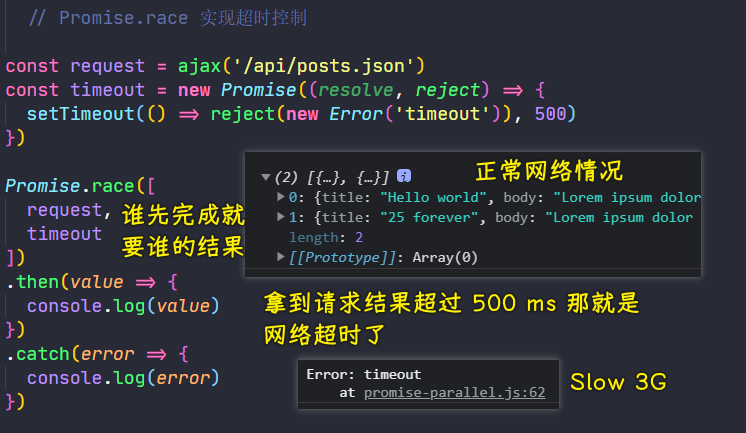 // Promise.race 实现超时控制
const request = ajax('/api/posts.json')
const timeout = new Promise((resolve, reject) => {
  setTimeout(() => reject(new Error('timeout')), 500)
})
Promise.race([
  request,
  timeout
])
.then(value => {
  console.log(value)
})
.catch(error => {
  console.log(error)
})
谁先完成就
要谁的结果
正常网络情况
(2) [{…}, {…}]
0: {title: "Hello world", body: "Lorem ipsum dolor
1: {title: "25 forever", body: "Lorem ipsum dolor
length: 2
[[Prototype]]: Array(0)
拿到请求结果超过 500 ms 那就是
网络超时了
Error: timeout
    at promise-parallel.js:62
Slow 3G